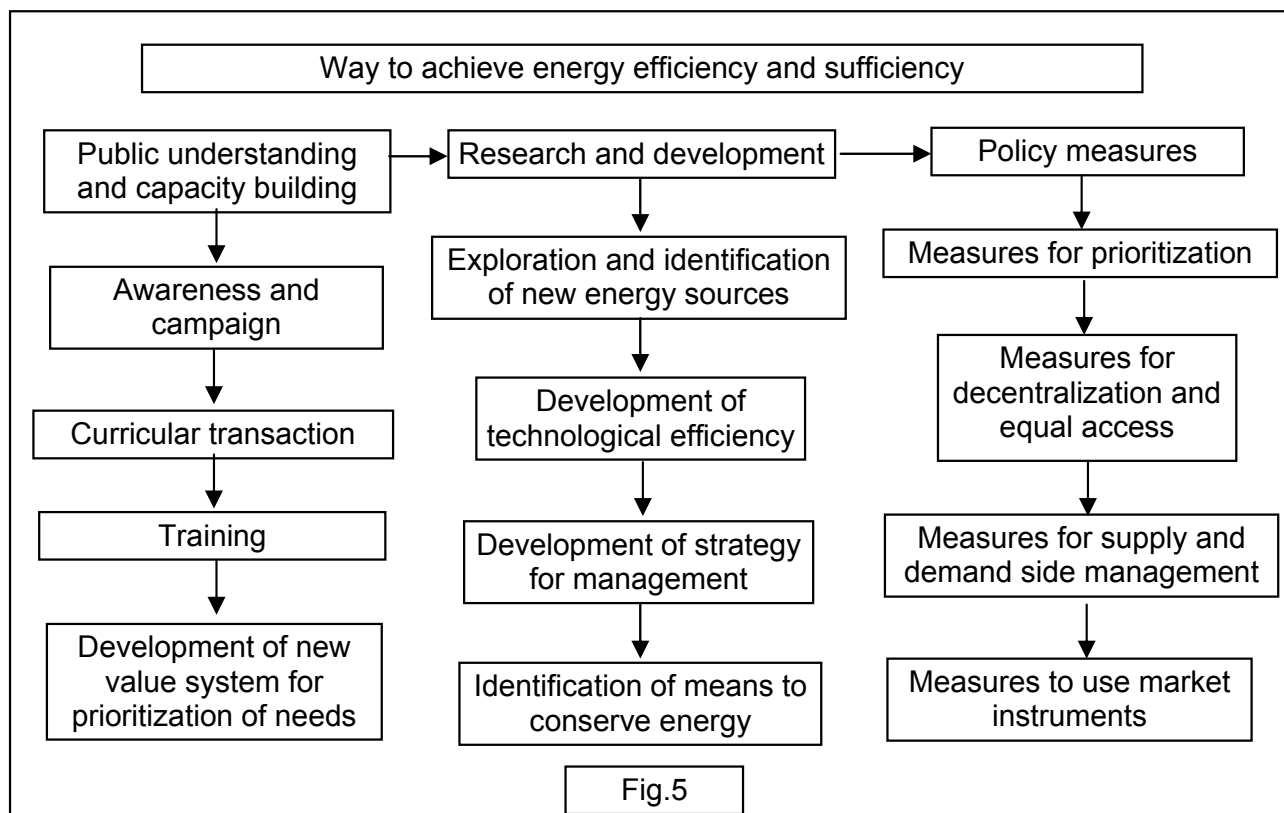 Way to achieve energy efficiency and sufficiency
Public understanding
and capacity building
Awareness and
campaign
Curricular transaction
Training
Development of new
value system for
prioritization of needs
Research and development
Exploration and identification
of new energy sources
Development of
technological efficiency
Development of strategy
for management
Identification of means to
conserve energy
Policy measures
Measures for prioritization
Measures for
decentralization and
equal access
Measures for supply and
demand side management
Measures to use market
instruments
Fig.5